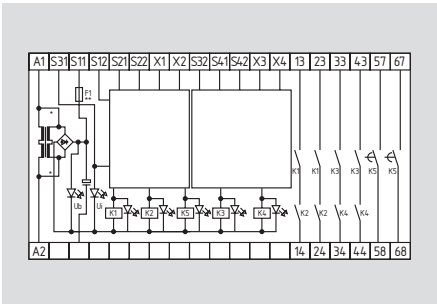 A1 S31 S11 S12 S21 S22 X1 X2 S32 S41 S42 X3 X4 13 23 33 43 57 67
F1
**
*
K1 K1 K3 K3 K5 K5
*
Ub Ui K1 K2 K5 K3 K4 K2 K2 K4 K4
A2 14 24 34 44 58 68